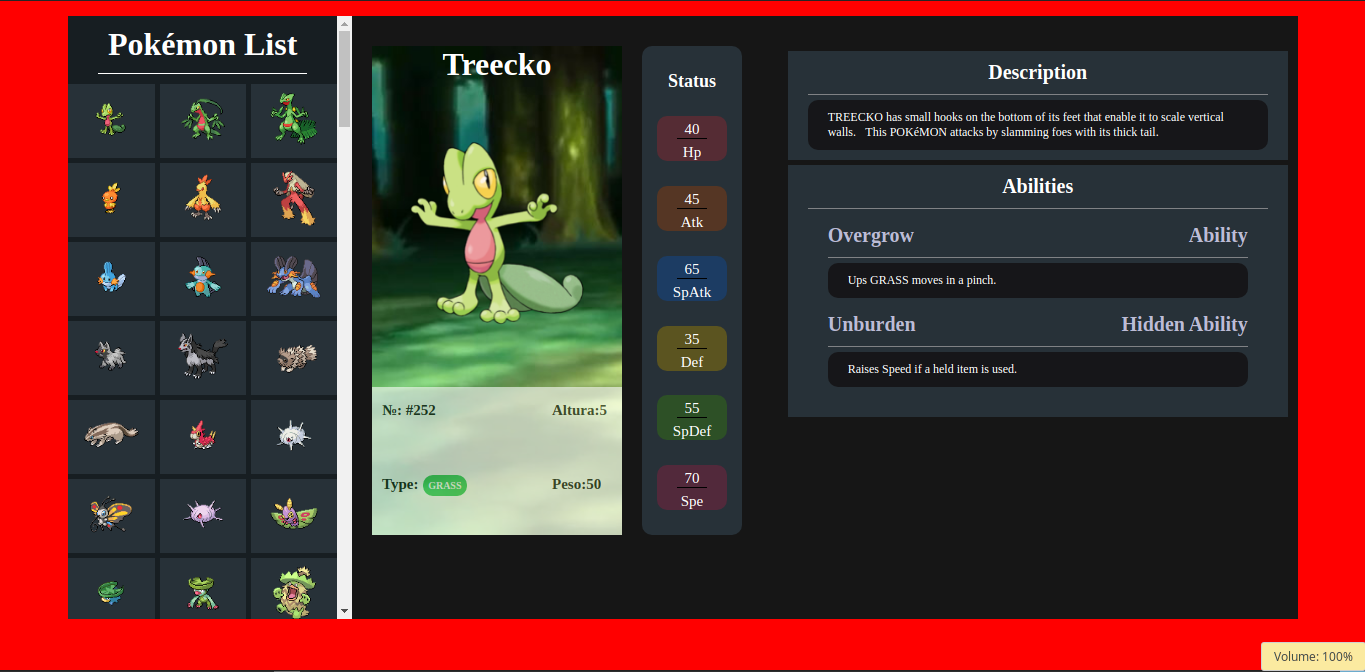 Pokémon List
Treecko
№: #252
Altura:5
Type: GRASS
Peso:50
Status
40
Hp
45
Atk
65
SpAtk
35
Def
55
SpDef
70
Spe
Description
TREECKO has small hooks on the bottom of its feet that enable it to scale vertical
walls.   This POKéMON attacks by slamming foes with its thick tail.
Abilities
Overgrow
Ability
Ups GRASS moves in a pinch.
Unburden
Hidden Ability
Raises Speed if a held item is used.
Volume: 100%